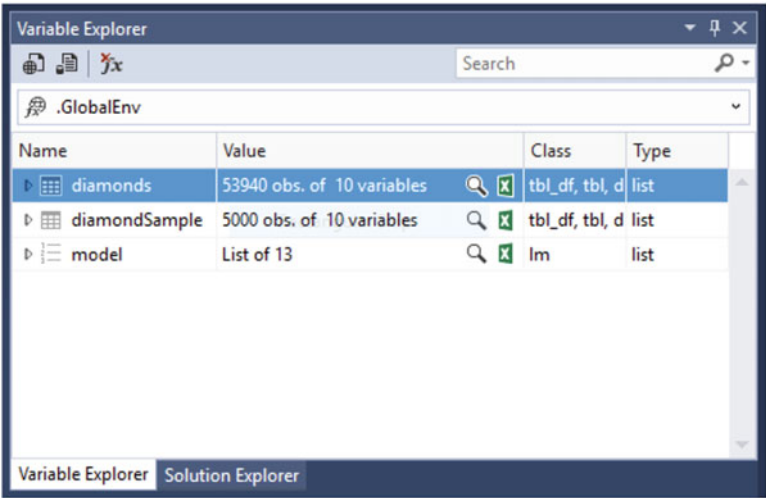 Variable Explorer
fx Search
.GlobalEnv
Name Value Class Type
diamonds 53940 obs. of 10 variables tbl_df, tbl, d list
diamondSample 5000 obs. of 10 variables tbl_df, tbl, d list
model List of 13 lm list
Variable Explorer Solution Explorer